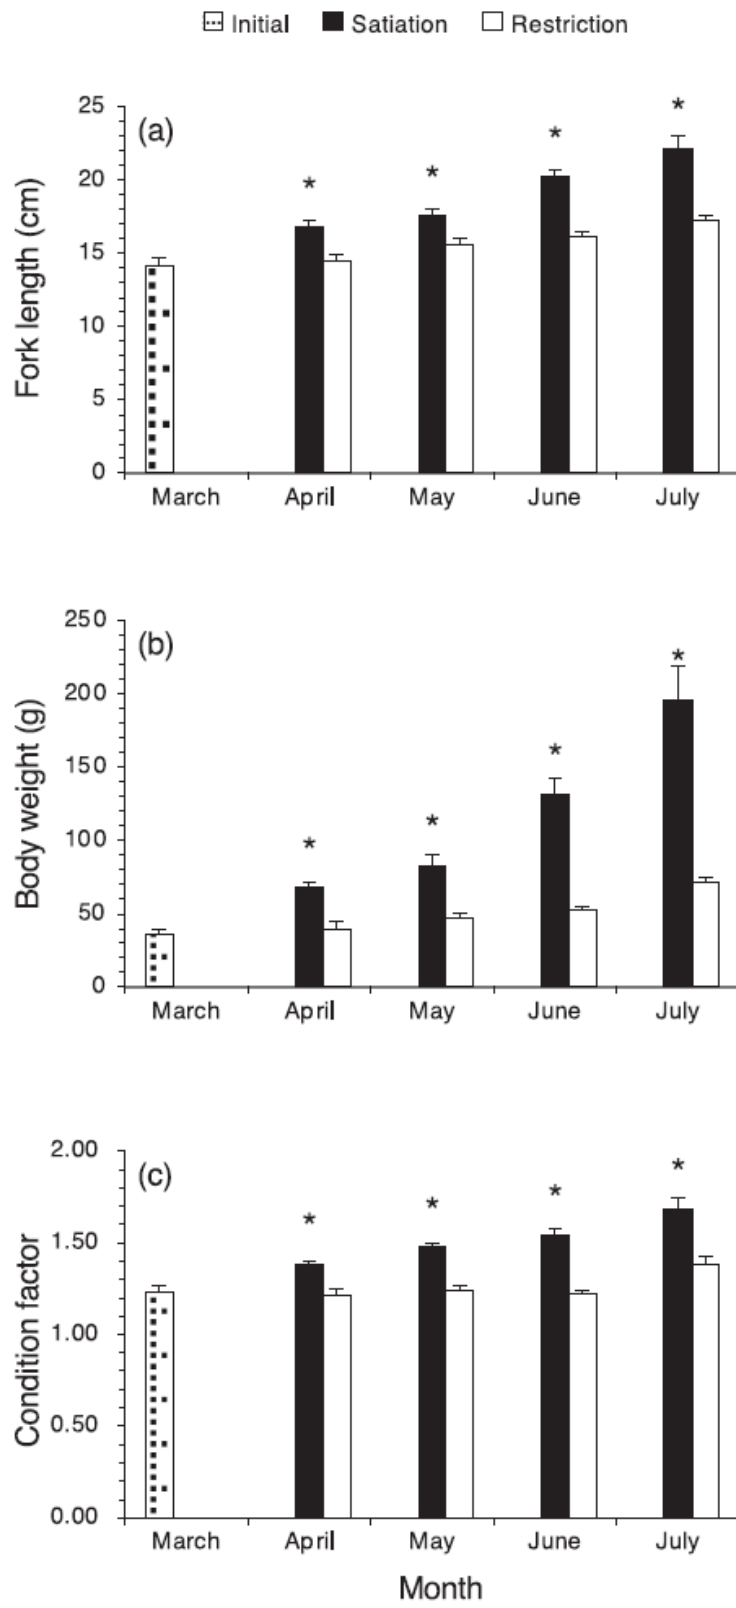 Initial Satiation Restriction
(a)
Fork length (cm)
25
20
15
10
5
0
* * * *
March April May June July
(b)
Body weight (g)
250
200
150
100
50
0
* * * *
March April May June July
(c)
Condition factor
2.00
1.50
1.00
0.50
0.00
* * * *
March April May June July
Month